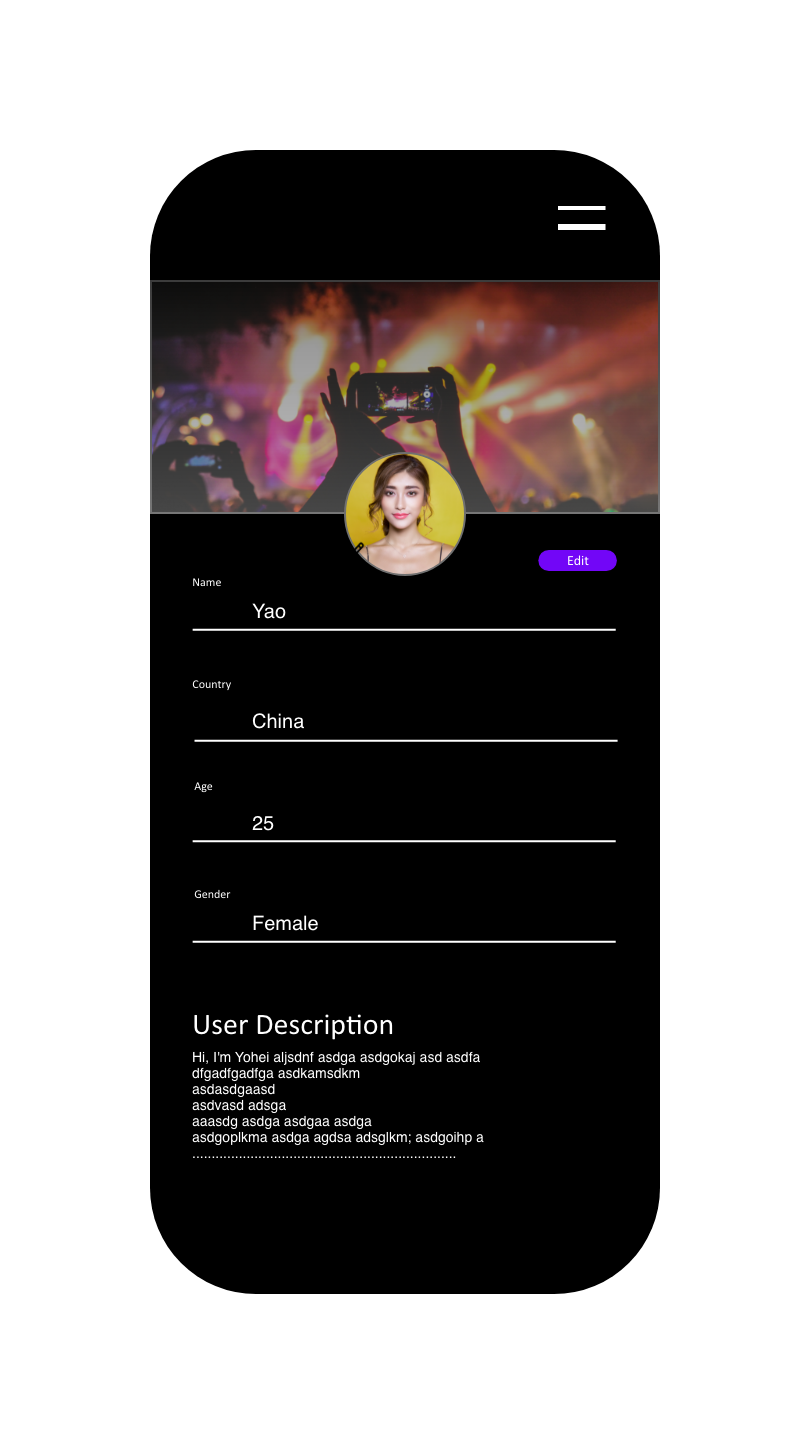 Edit
Name
Yao
Country
China
Age
25
Gender
Female
User Description
Hi, I'm Yohei aljsdnf asdga asdgokaj asd asdfa
dfgadfgadfga asdkamsdkm
asdasdgaasd
asdvasd adsga
aaasdg asdga asdgaa asdga
asdgoplkma asdga agdsa adsglkm; asdgoihp a
....................................................................